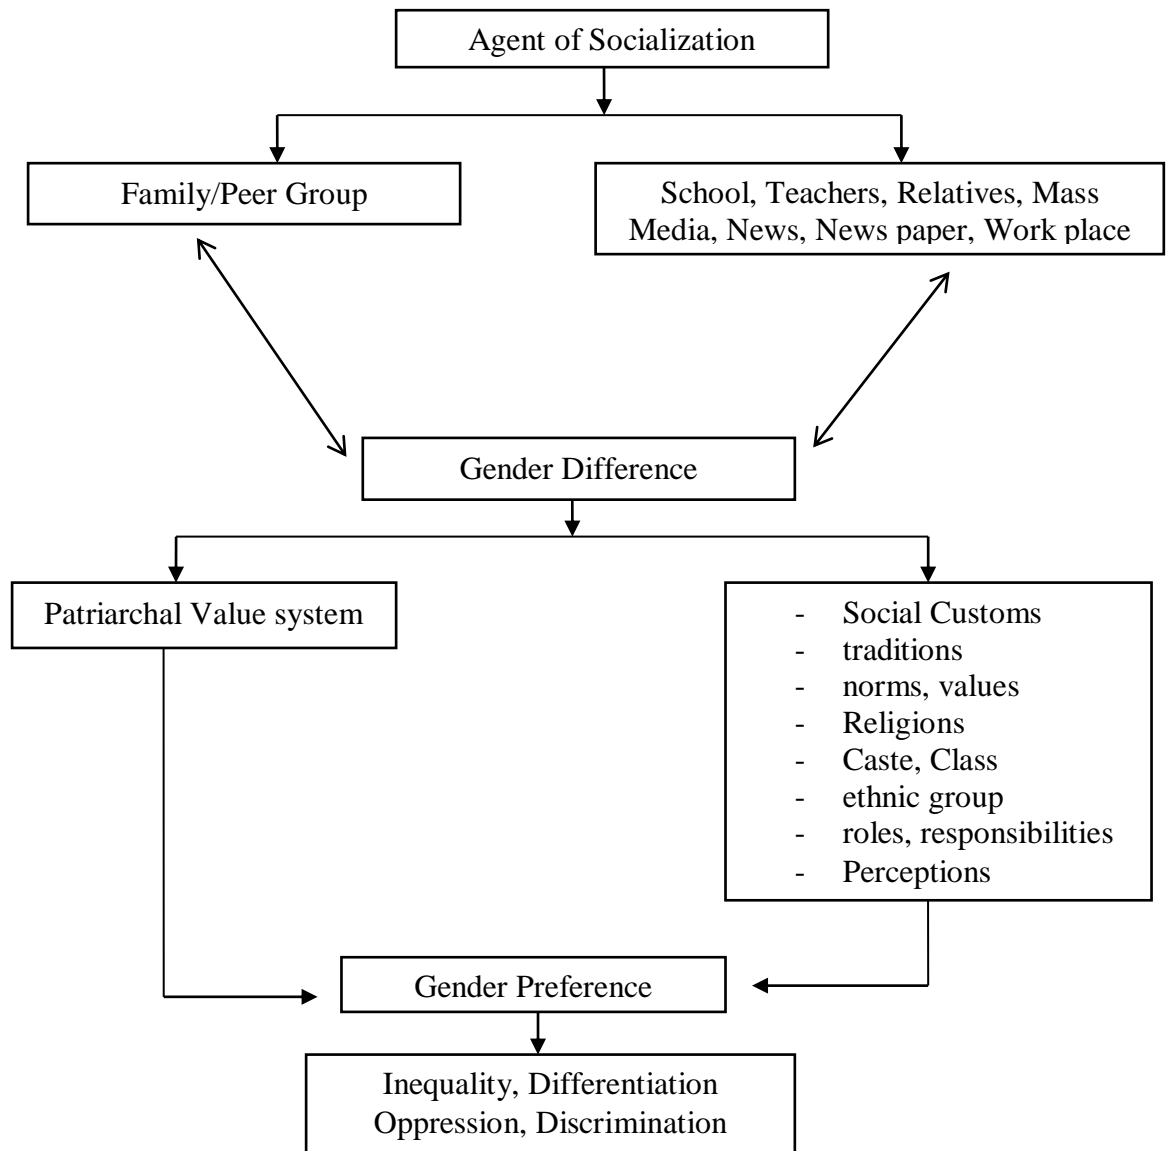 Agent of Socialization
Family/Peer Group
School, Teachers, Relatives, Mass
Media, News, News paper, Work place
Gender Difference
Patriarchal Value system
- Social Customs
- traditions
- norms, values
- Religions
- Caste, Class
- ethnic group
- roles, responsibilities
- Perceptions
Gender Preference
Inequality, Differentiation
Oppression, Discrimination